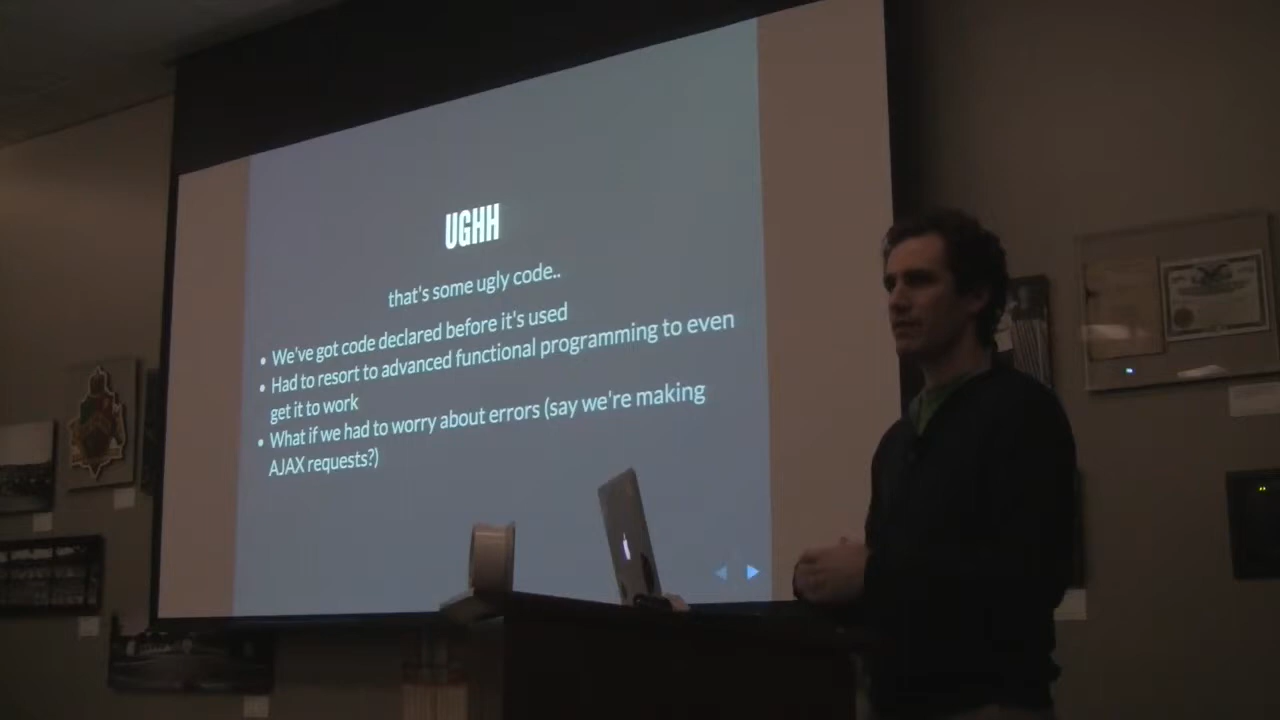 UGHH
that's some ugly code..
• We've got code declared before it's used
• Had to resort to advanced functional programming to even
get it to work
• What if we had to worry about errors (say we're making
AJAX requests?)